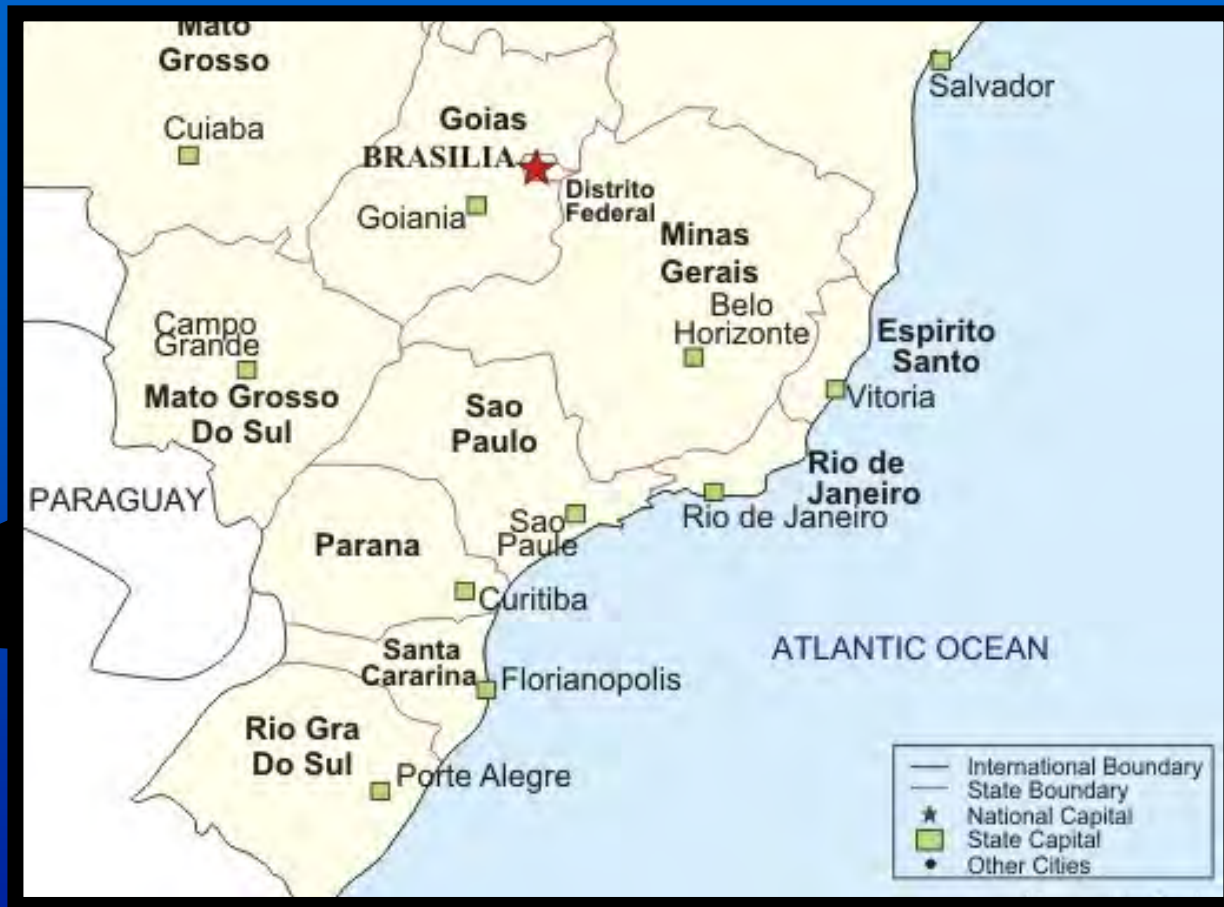 Mato
Grosso
Cuiaba
Goias
BRASILIA
Goiania
Distrito
Federal
Salvador
Minas
Gerais
Belo
Horizonte
Espirito
Santo
Vitoria
Campo
Grande
Mato Grosso
Do Sul
Sao
Paulo
Rio de
Janeiro
Rio de Janeiro
PARAGUAY
Sao
Paule
Parana
Curitiba
Santa
Cararina
Florianopolis
ATLANTIC OCEAN
Rio Gra
Do Sul
Porte Alegre
International Boundary
State Boundary
National Capital
State Capital
Other Cities